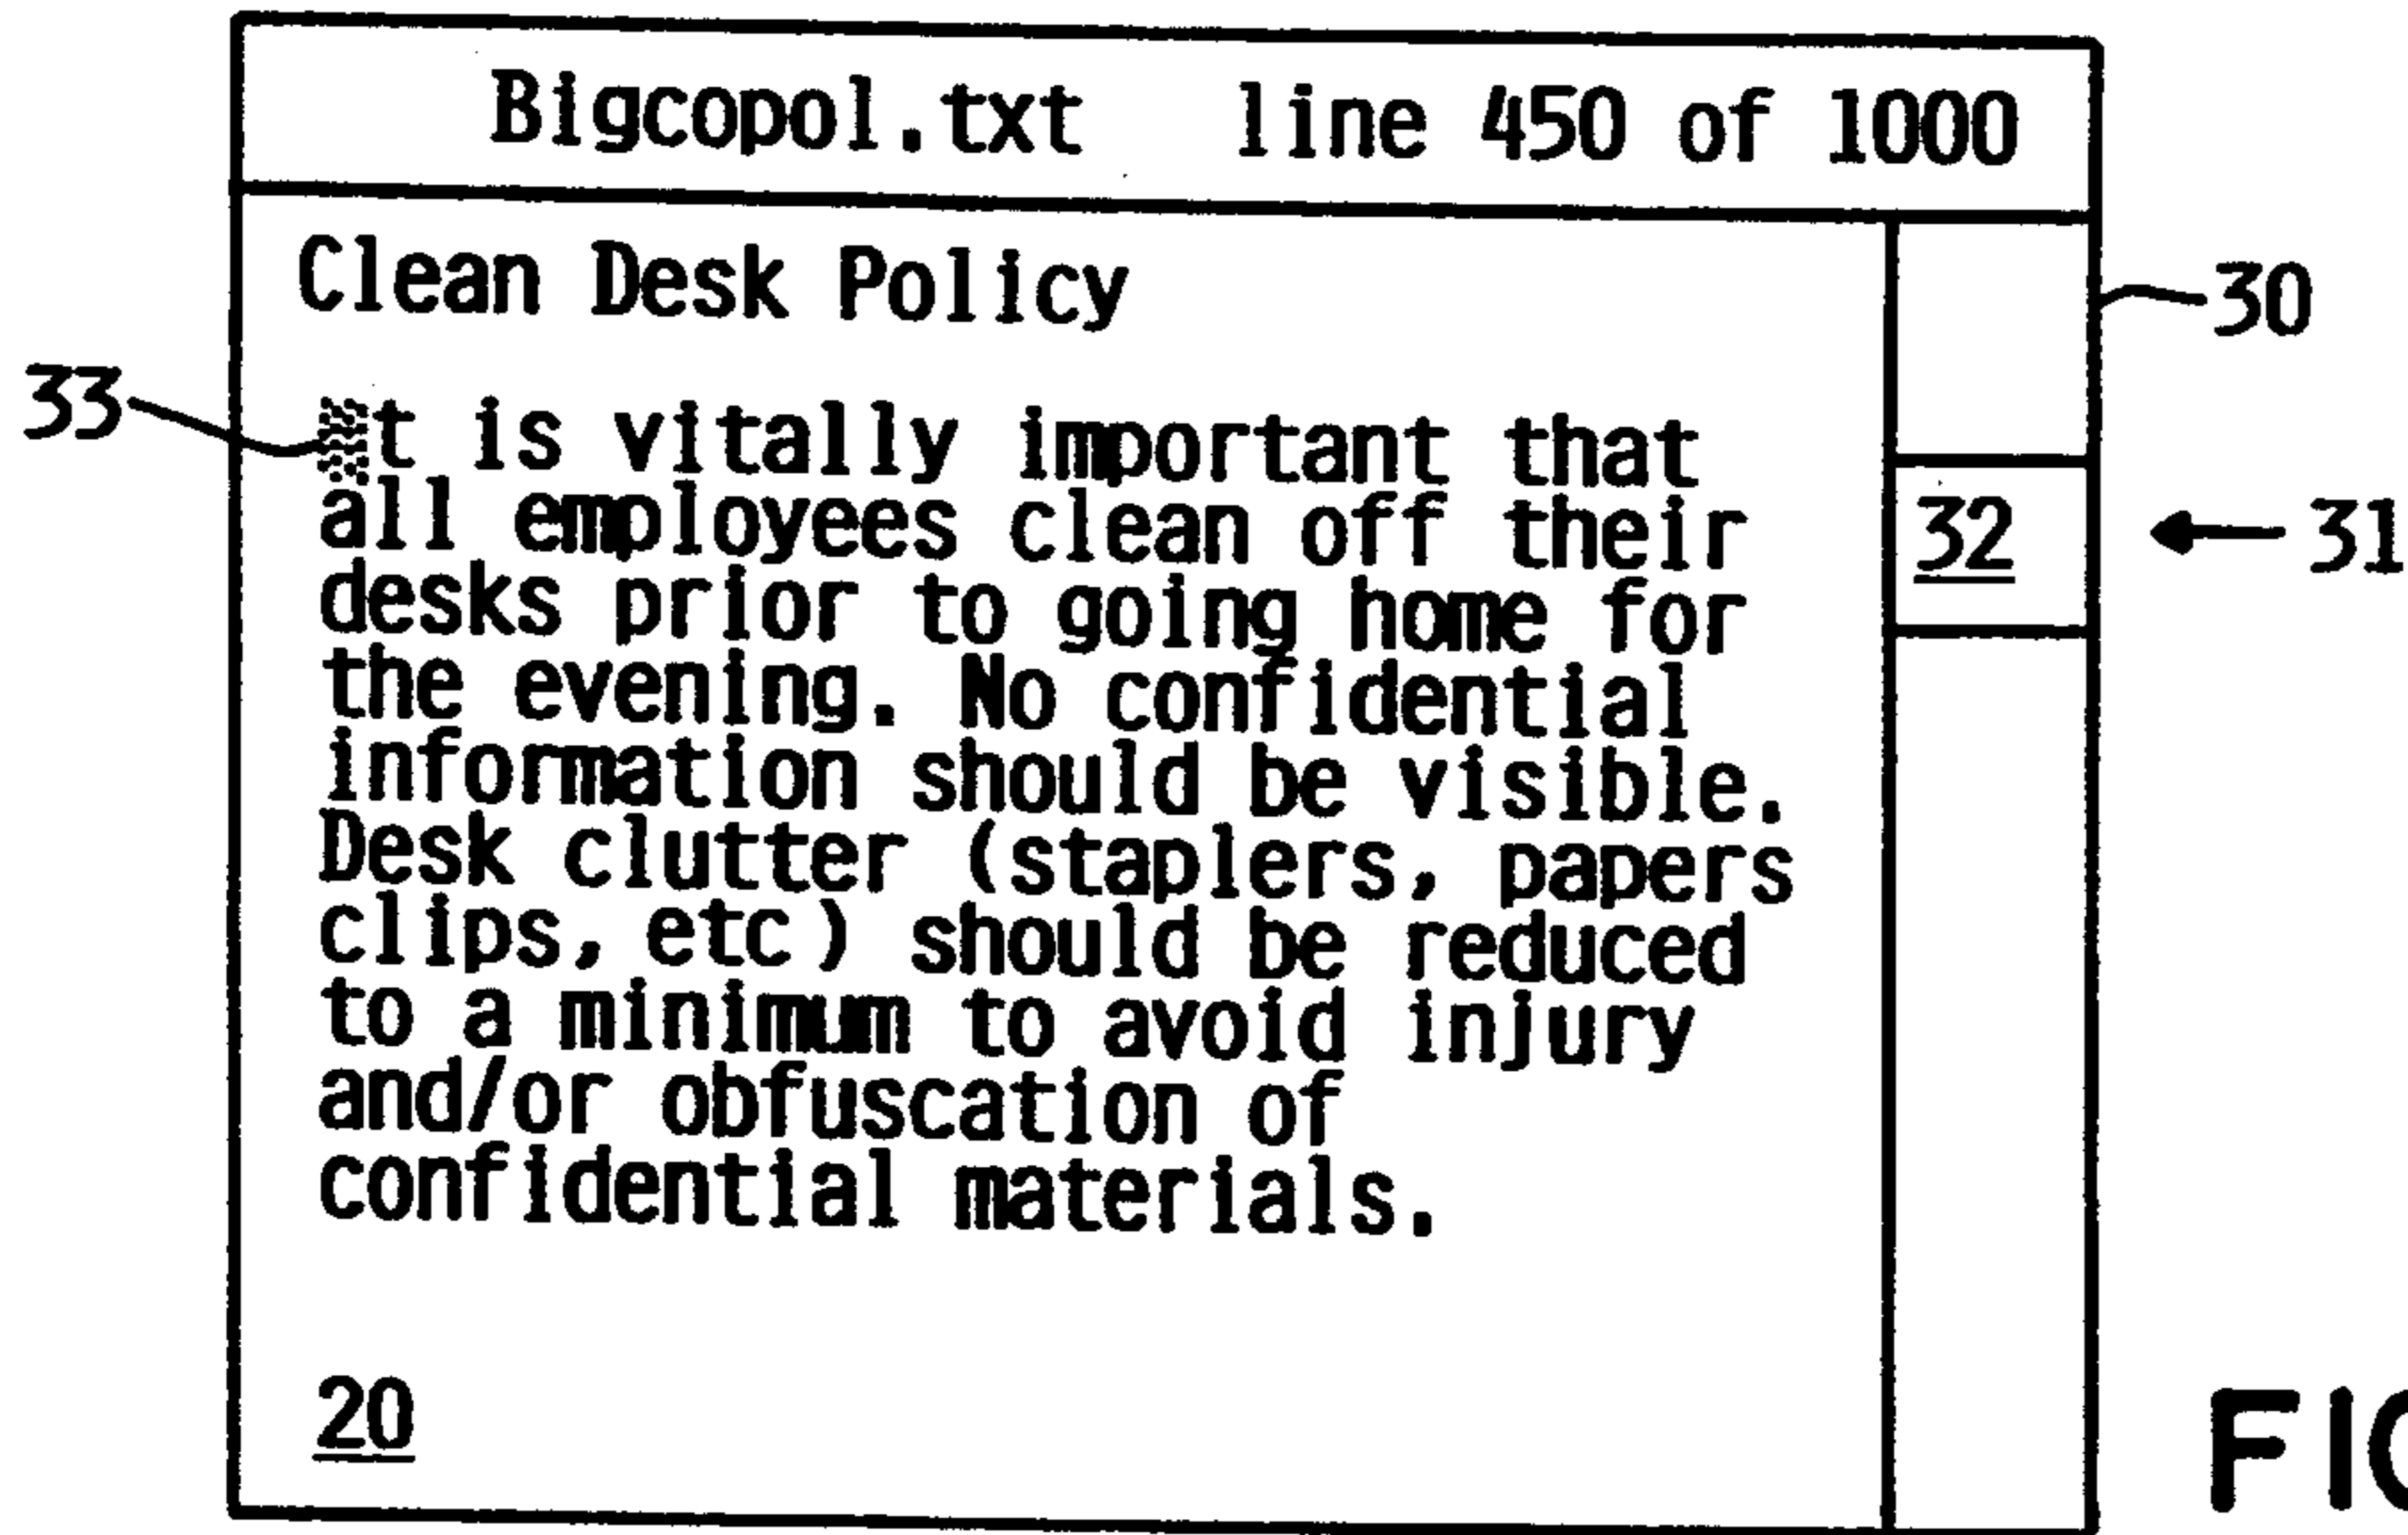 Bigcopol.txt line 450 of 1000
Clean Desk Policy
30
33
It is vitally important that
all employees clean off their
32
31
desks prior to going home for
the evening. No confidential
information should be visible.
Desk clutter (staplers, papers
clips, etc) should be reduced
to a minimum to avoid injury
and/or obfuscation of
confidential materials.
20